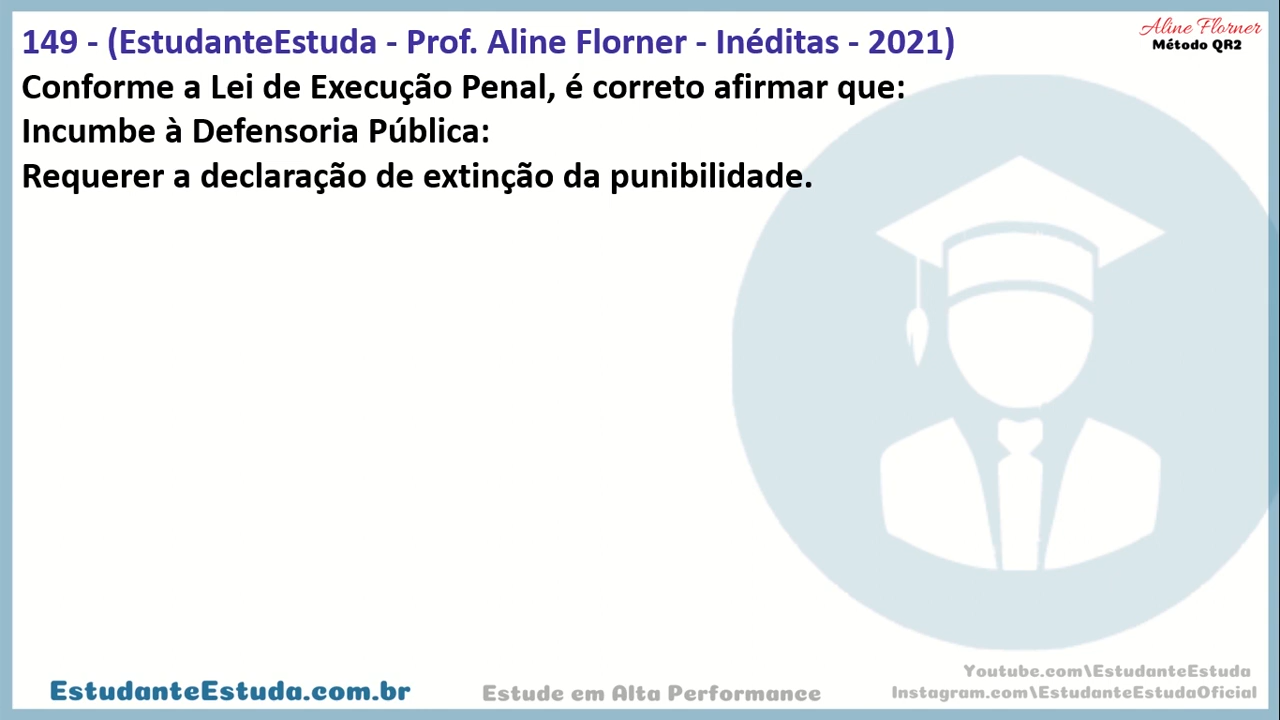 149 - (EstudanteEstuda - Prof. Aline Florner - Inéditas - 2021)
Aline Florner
Método QR2
Conforme a Lei de Execução Penal, é correto afirmar que:
Incumbe à Defensoria Pública:
Requerer a declaração de extinção da punibilidade.
Youtube.com\EstudanteEstuda
EstudanteEstuda.com.br
Estude em Alta Performance
Instagram.com\EstudanteEstudaOficial